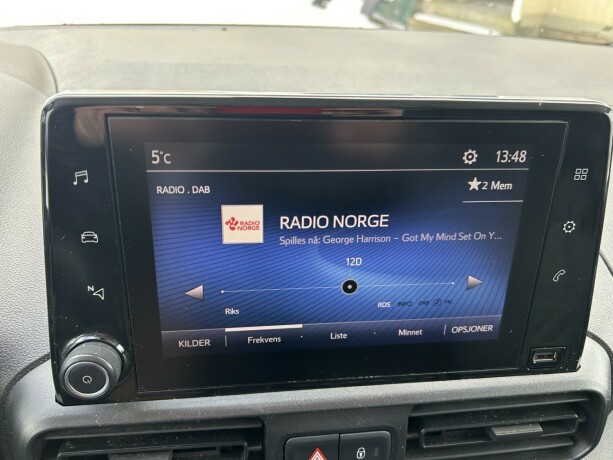 5°C
13:48
RADIO . DAB
2 Mem
RADIO NORGE
RADIO NORGE
Spilles nå: George Harrison – Got My Mind Set On Y...
12D
Riks
RDS INFO DAB FM
KILDER Frekvens Liste Minnet OPSJONER
N